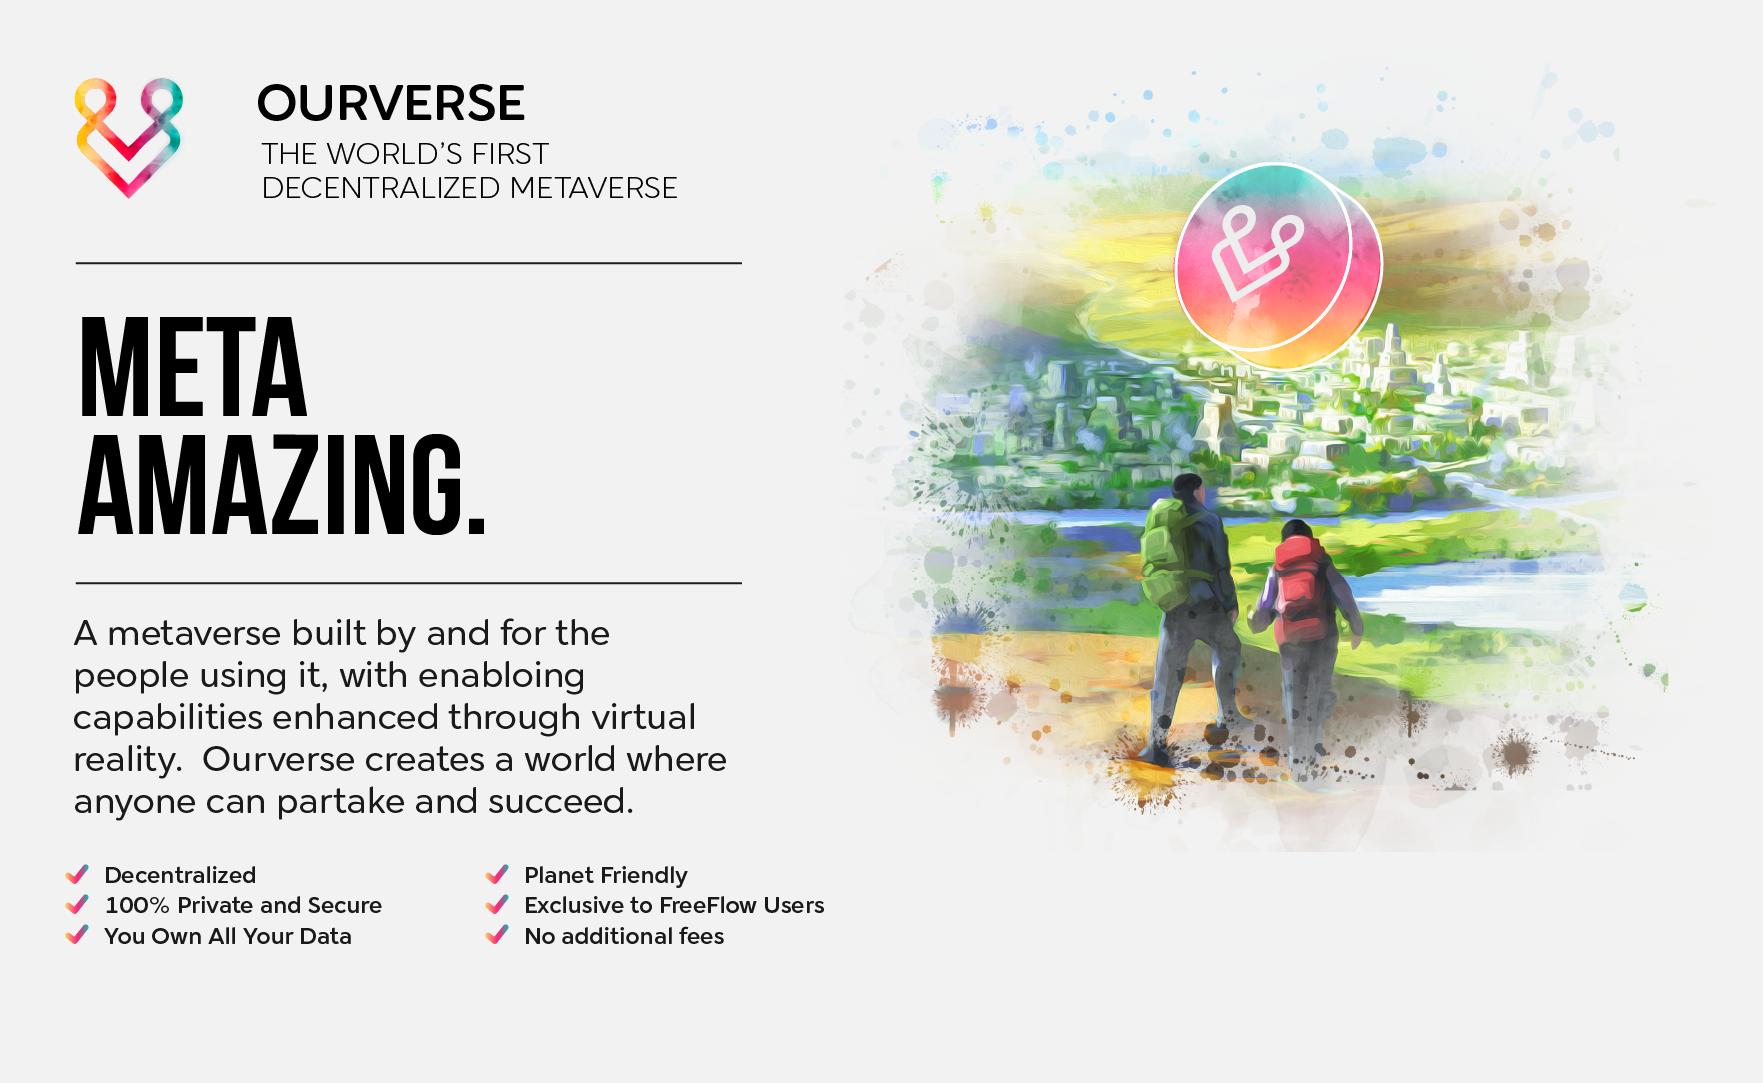 OURVERSE
THE WORLD’S FIRST
DECENTRALIZED METAVERSE
META
AMAZING.
A metaverse built by and for the
people using it, with enabloing
capabilities enhanced through virtual
reality.  Ourverse creates a world where
anyone can partake and succeed.
Decentralized
100% Private and Secure
You Own All Your Data
Planet Friendly
Exclusive to FreeFlow Users
No additional fees